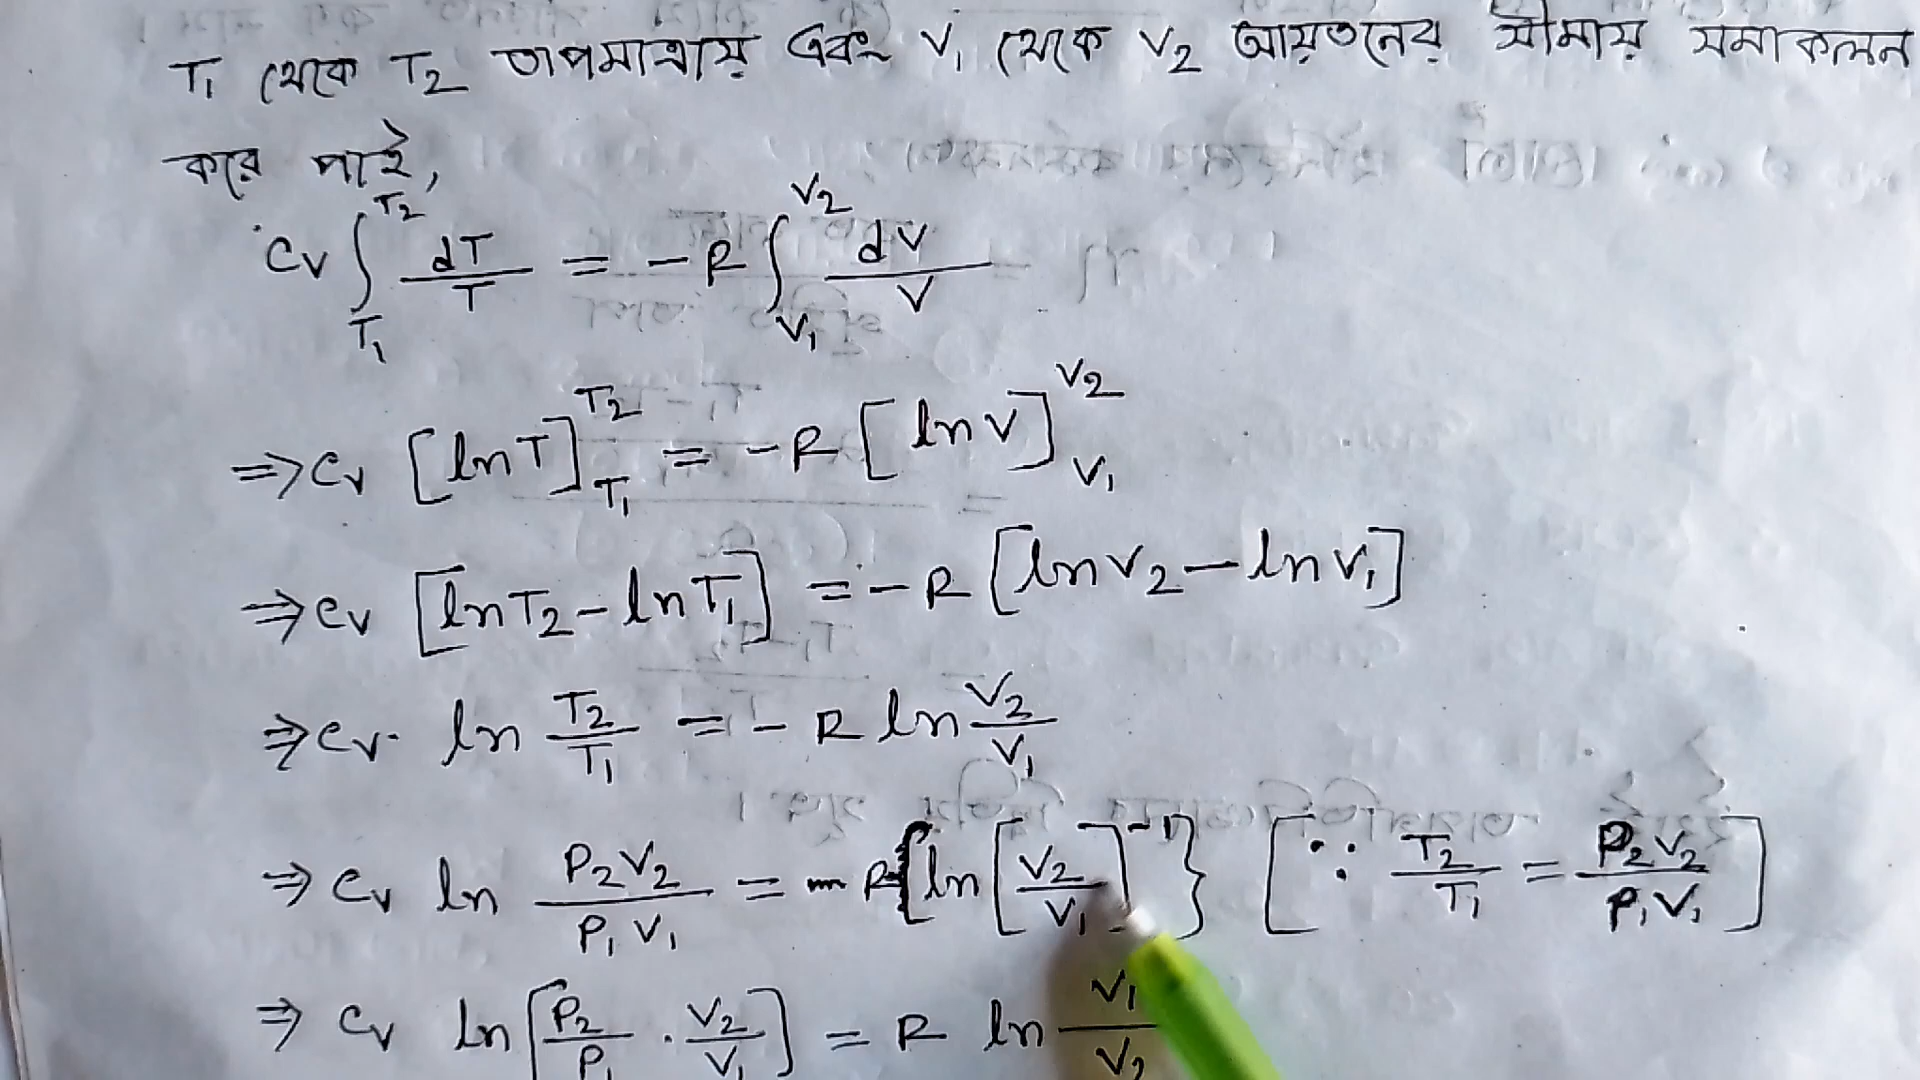 T₁ থেকে T₂ তাপমাত্রায় এবং V₁ থেকে V₂ আয়তনের সীমায় সমাকলন
করে পাই,
Cv ∫_{T₁}^{T₂} dT/T = -R ∫_{V₁}^{V₂} dV/V
⇒ Cv [ln T]_{T₁}^{T₂} = -R [ln V]_{V₁}^{V₂}
⇒ Cv [ln T₂ - ln T₁] = -R [ln V₂ - ln V₁]
⇒ Cv ln T₂/T₁ = -R ln V₂/V₁
⇒ Cv ln P₂V₂/P₁V₁ = R{ln [V₂/V₁]⁻¹} [∵ T₂/T₁ = P₂V₂/P₁V₁]
⇒ Cv ln [P₂/P₁ · V₂/V₁] = R ln V₁/V₂